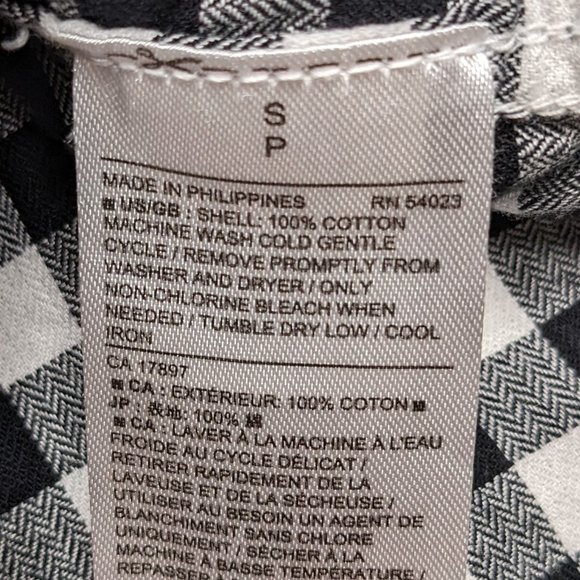 S
P
MADE IN PHILIPPINES RN 54023
US/GB : SHELL: 100% COTTON
MACHINE WASH COLD GENTLE
CYCLE / REMOVE PROMPTLY FROM
WASHER AND DRYER / ONLY
NON-CHLORINE BLEACH WHEN
NEEDED / TUMBLE DRY LOW / COOL
IRON
CA 17897
CA : EXTÉRIEUR: 100% COTON
JP : 表地: 100% 綿
CA : LAVER À LA MACHINE À L'EAU
FROIDE AU CYCLE DÉLICAT /
RETIRER RAPIDEMENT DE LA
LAVEUSE ET DE LA SÉCHEUSE /
UTILISER AU BESOIN UN AGENT DE
BLANCHIMENT SANS CHLORE
UNIQUEMENT / SÉCHER À LA
MACHINE À BASSE TEMPÉRATURE /
REPASSER À